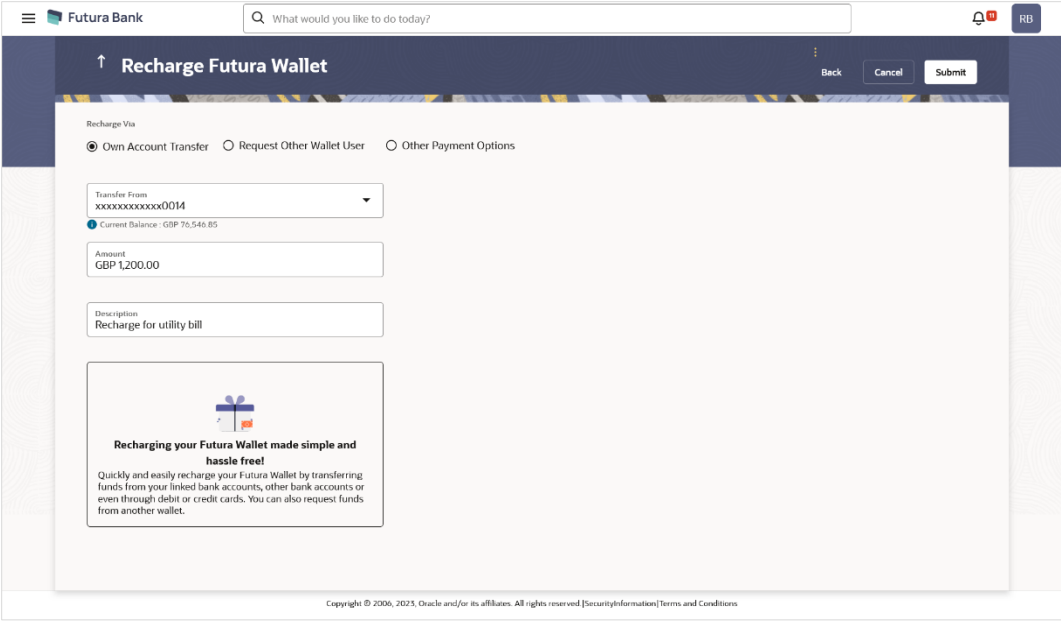 Futura Bank
What would you like to do today?
11
RB
Recharge Futura Wallet
Back
Cancel
Submit
Recharge Via
Own Account Transfer
Request Other Wallet User
Other Payment Options
Transfer From
xxxxxxxxxxxx0014
Current Balance : GBP 76,546.85
Amount
GBP 1,200.00
Description
Recharge for utility bill
Recharging your Futura Wallet made simple and
hassle free!
Quickly and easily recharge your Futura Wallet by transferring
funds from your linked bank accounts, other bank accounts or
even through debit or credit cards. You can also request funds
from another wallet.
Copyright © 2006, 2023, Oracle and/or its affiliates. All rights reserved.|SecurityInformation|Terms and Conditions